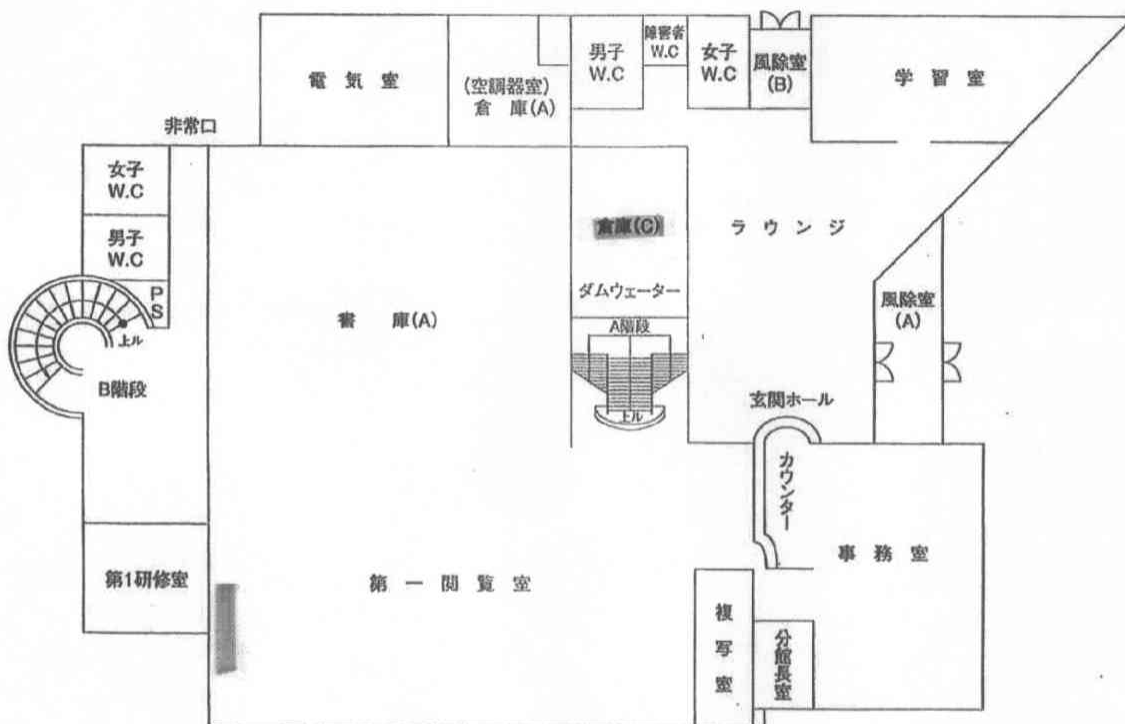 電気室
(空調器室)
倉庫(A)
男子
W.C
障害者
W.C
女子
W.C
風除室
(B)
学習室
非常口
女子
W.C
男子
W.C
PS
上ル
B階段
書庫(A)
倉庫(C)
ダムウェーター
A階段
上ル
ラウンジ
風除室
(A)
玄関ホール
カウンター
事務室
第1研修室
第一閲覧室
複写室
分館長室